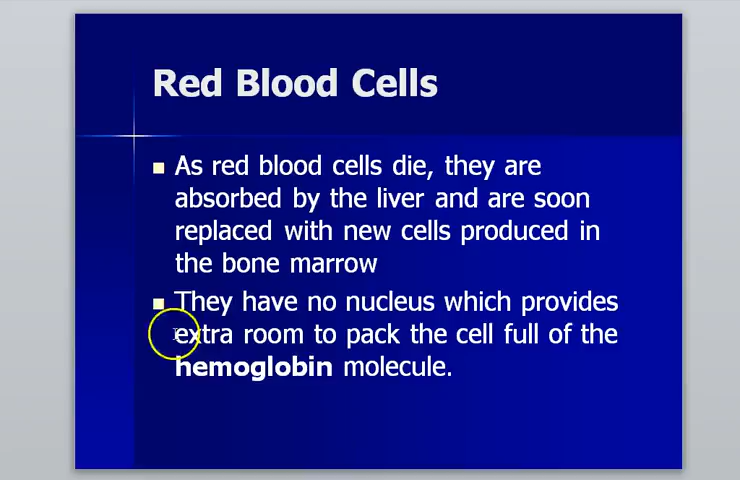 Red Blood Cells
As red blood cells die, they are
absorbed by the liver and are soon
replaced with new cells produced in
the bone marrow
They have no nucleus which provides
extra room to pack the cell full of the
hemoglobin molecule.